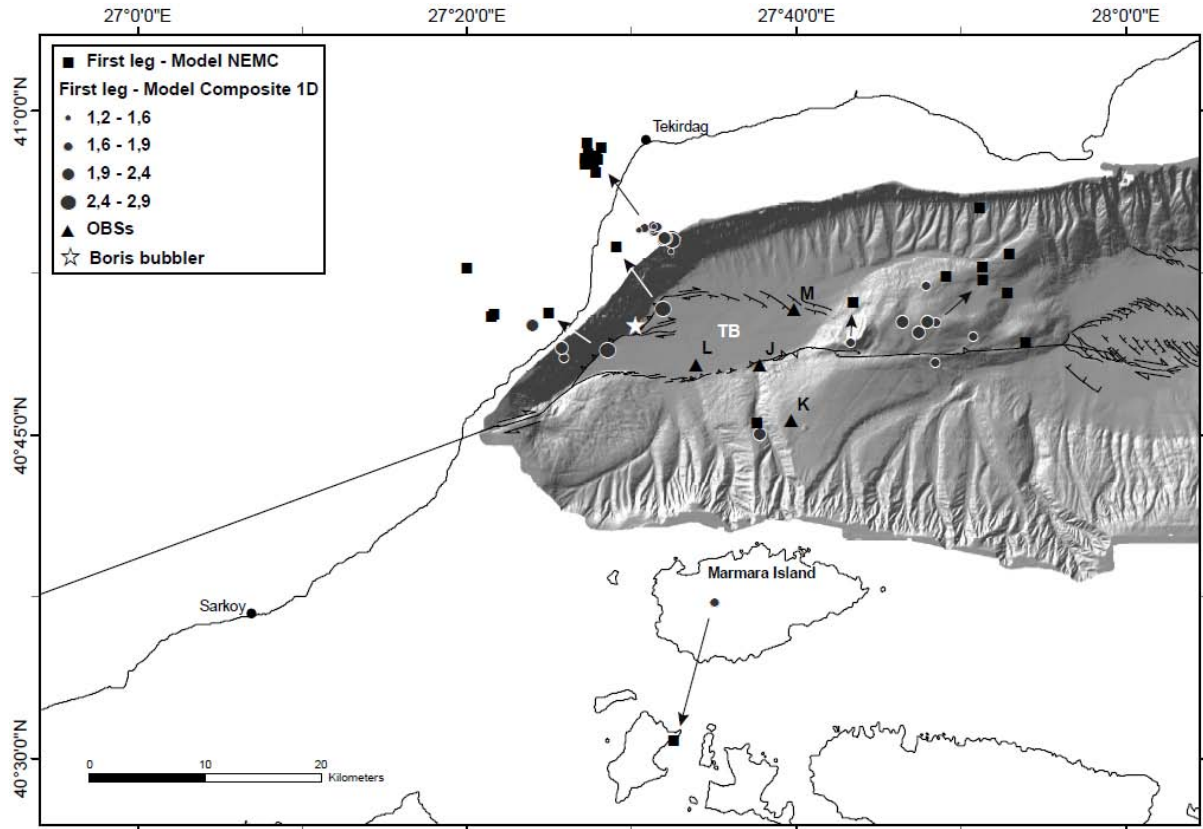 27°0'0"E
27°20'0"E
27°40'0"E
28°0'0"E
First leg - Model NEMC
First leg - Model Composite 1D
1,2 - 1,6
1,6 - 1,9
1,9 - 2,4
2,4 - 2,9
OBSs
Boris bubbler
41°0'0"N
Tekirdag
M
TB
L
J
K
40°45'0"N
Marmara Island
Sarkoy
40°30'0"N
0 10 20
Kilometers